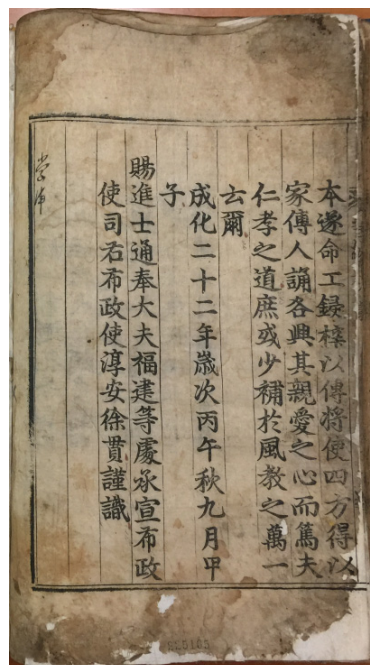 本遂命工鋟梓以傳將使四方得以
家傳人誦各興其親愛之心而篤夫
仁孝之道庶或少補於風教之萬一
云爾
成化二十二年歲次丙午秋九月甲
子
賜進士通奉大夫福建等處承宣布政
使司右布政使淳安徐貫謹識